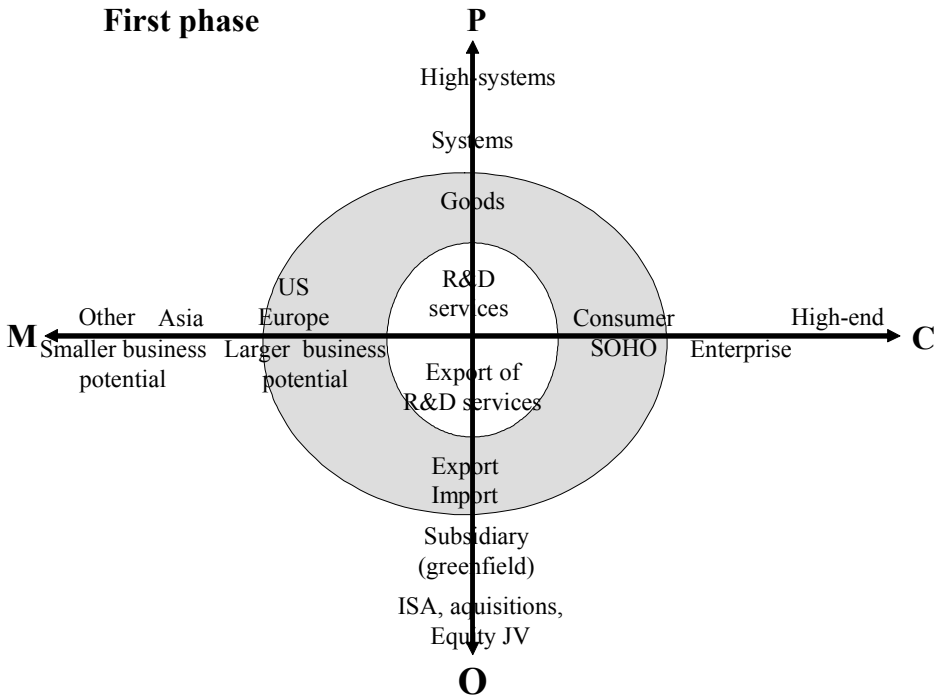 First phase
P
High-systems
Systems
Goods
R&D
services
US
Other Asia Europe
Consumer
High-end
M
C
Smaller business
potential
Larger business
potential
SOHO
Enterprise
Export of
R&D services
Export
Import
Subsidiary
(greenfield)
ISA, aquisitions,
Equity JV
O